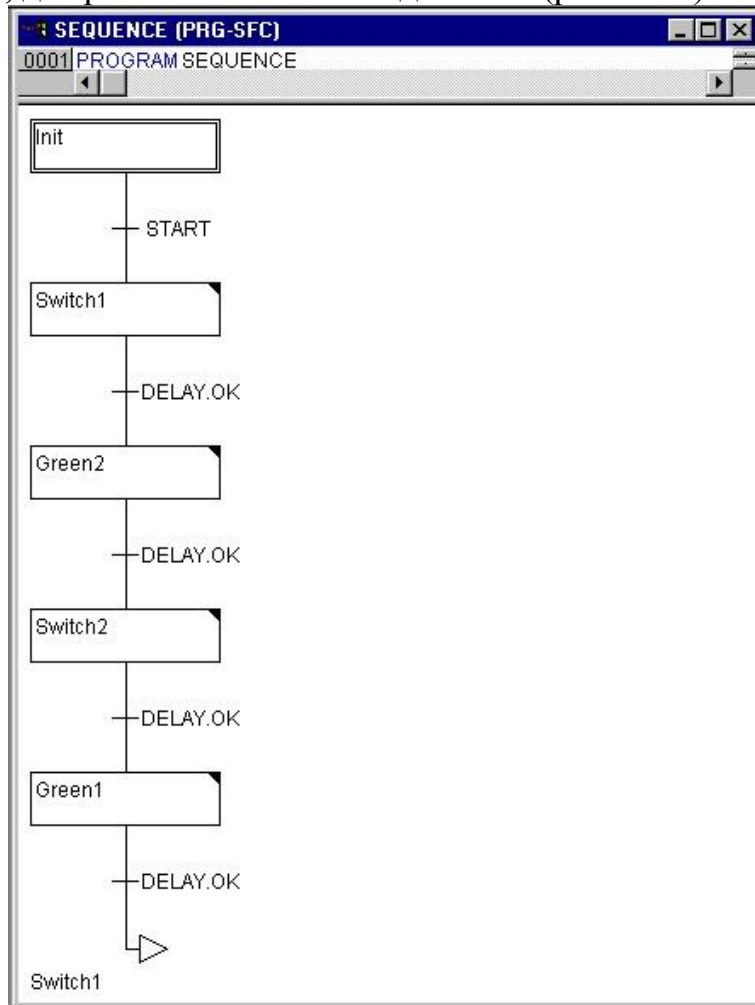 SEQUENCE (PRG-SFC)
0001 PROGRAM SEQUENCE
Init
START
Switch1
DELAY.OK
Green2
DELAY.OK
Switch2
DELAY.OK
Green1
DELAY.OK
Switch1